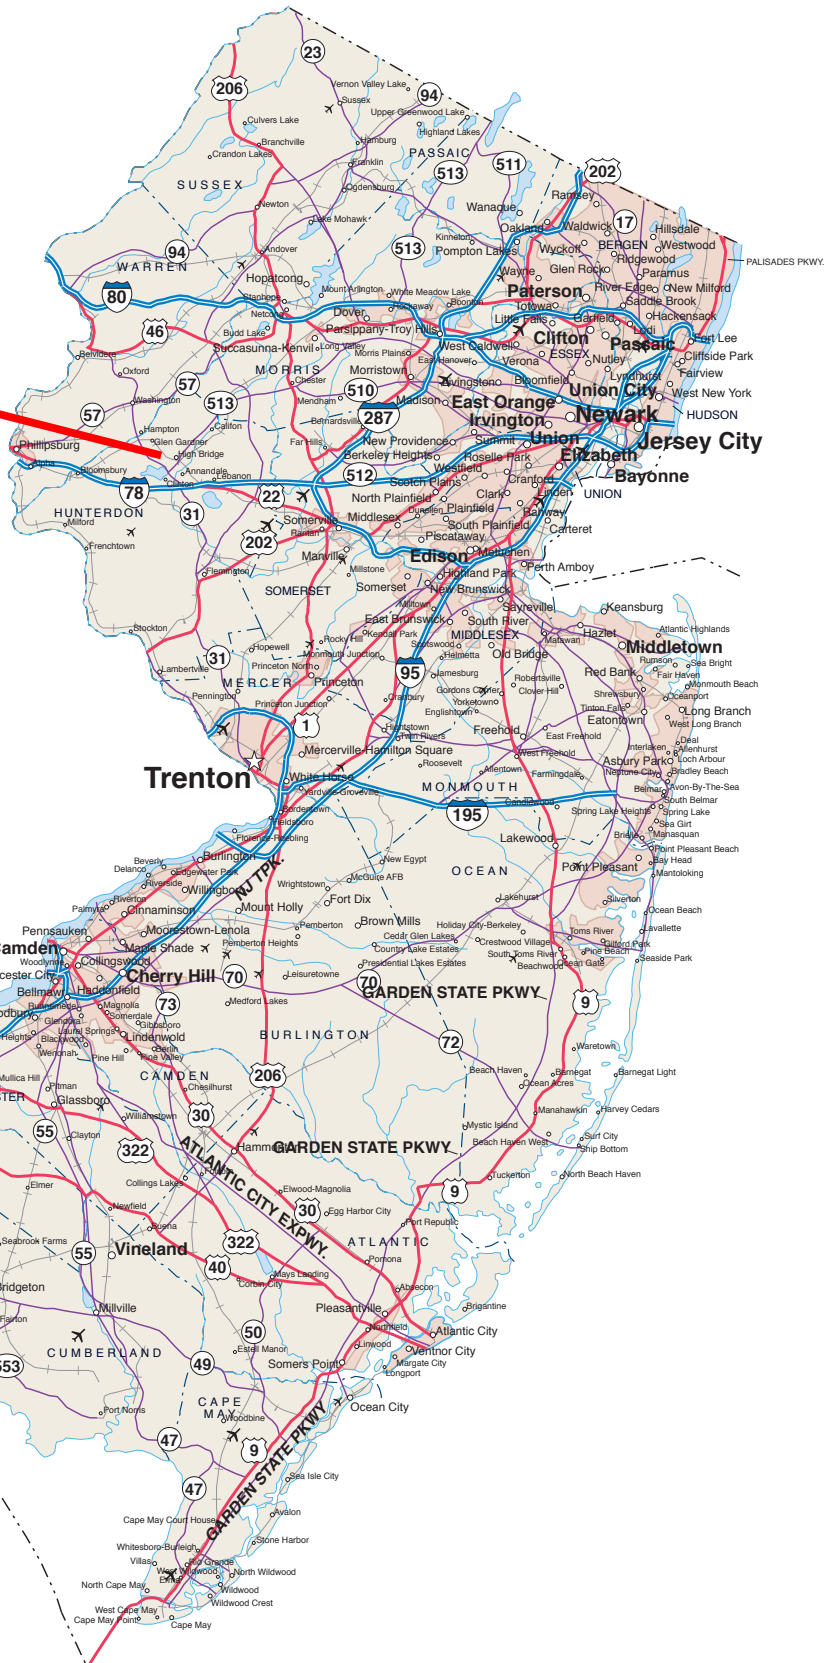 23
206
Vernon Valley Lake
94
Sussex
Upper Greenwood Lake
Culvers Lake
Highland Lakes
Branchville
Hamburg
PASSAIC
Crandon Lakes
Franklin
513
511
202
SUSSEX
Ogdensburg
Ramsey
Newton
Wanaque
Lake Mohawk
17
Oakland
Waldwick
Hillsdale
Kinnelon
BERGEN
Westwood
94
Andover
513
Pompton Lakes
Wyckoff
Ridgewood
PALISADES PKWY.
WARREN
Hopatcong
Wayne
Glen Rock
Paramus
80
Stanhope
Mount Arlington
White Meadow Lake
Paterson
River Edge
New Milford
Netcong
Dover
Rockaway
Boonton
Totowa
Saddle Brook
46
Budd Lake
Parsippany-Troy Hills
Little Falls
Garfield
Hackensack
Lodi
Succasunna-Kenvil
Long Valley
West Caldwell
Clifton
Passaic
Fort Lee
Belvidere
Morris Plains
East Hanover
Verona
ESSEX
Nutley
Cliffside Park
Oxford
MORRIS
Morristown
Lyndhurst
Fairview
57
Chester
510
Livingston
Bloomfield
Union City
West New York
Washington
513
Mendham
Madison
East Orange
57
287
Newark
HUDSON
Hampton
Califon
Bernardsville
Irvington
Phillipsburg
Glen Gardner
Far Hills
New Providence
Summit
Union
Jersey City
High Bridge
Berkeley Heights
Roselle Park
Elizabeth
Alpha
Bloomsbury
Annandale
Lebanon
512
Westfield
Bayonne
Clinton
Scotch Plains
Cranford
78
22
North Plainfield
Clark
Linden
UNION
HUNTERDON
31
Dunellen
Plainfield
Rahway
Milford
Somerville
Middlesex
South Plainfield
Carteret
Raritan
Piscataway
Frenchtown
202
Manville
Edison
Metuchen
Flemington
Millstone
Highland Park
Perth Amboy
SOMERSET
Somerset
New Brunswick
Milltown
Sayreville
Keansburg
East Brunswick
South River
Stockton
Rocky Hill
Kendall Park
MIDDLESEX
Hazlet
Atlantic Highlands
Hopewell
Scotswood
Matawan
Middletown
31
Monmouth Junction
Helmetta
Old Bridge
Rumson
Sea Bright
Lambertville
Princeton North
95
Jamesburg
Robertsville
Red Bank
Fair Haven
MERCER
Princeton
Gordons Corner
Clover Hill
Shrewsbury
Monmouth Beach
Pennington
Cranbury
Yorketown
Tinton Falls
Oceanport
Princeton Junction
Englishtown
Eatontown
Long Branch
1
Hightstown
Freehold
East Freehold
West Long Branch
Twin Rivers
Deal
Mercerville-Hamilton Square
West Freehold
Interlaken
Allenhurst
Roosevelt
Asbury Park
Loch Arbour
Trenton
White Horse
Allentown
Farmingdale
Neptune City
Bradley Beach
Yardville-Groveville
MONMOUTH
Belmar
Avon-By-The-Sea
Candlewood
South Belmar
Bordentown
195
Spring Lake Heights
Spring Lake
Fieldsboro
Sea Girt
Florence-Roebling
Lakewood
Brielle
Manasquan
Burlington
NJ TPK.
Point Pleasant Beach
Beverly
New Egypt
Point Pleasant
Bay Head
Delanco
Edgewater Park
OCEAN
Mantoloking
Riverside
Willingboro
McGuire AFB
Wrightstown
Riverton
Lakehurst
Silverton
Palmyra
Cinnaminson
Mount Holly
Fort Dix
Ocean Beach
Brown Mills
Pennsauken
Moorestown-Lenola
Pemberton
Holiday City-Berkeley
Toms River
Lavallette
Cedar Glen Lakes
Camden
Maple Shade
Pemberton Heights
Country Lake Estates
Crestwood Village
Gilford Park
Pine Beach
Woodlynne
Collingswood
Presidential Lakes Estates
South Toms River
Seaside Park
cester City
Cherry Hill
70
Leisuretowne
Beachwood
Ocean Gate
Bellmawr
Haddonfield
70
GARDEN STATE PKWY
Runnemede
Magnolia
73
Medford Lakes
9
odbury
Somerdale
Glendora
Gibbsboro
Laurel Springs
Heights
Blackwood
Lindenwold
BURLINGTON
72
Waretown
Berlin
Wenonah
Pine Hill
Pine Valley
Mullica Hill
CAMDEN
206
Beach Haven
Barnegat
Barnegat Light
Pitman
Chesilhurst
Ocean Acres
STER
Glassboro
30
Manahawkin
Harvey Cedars
55
Williamstown
Mystic Island
Clayton
322
Hammonton
GARDEN STATE PKWY
Beach Haven West
Surf City
Ship Bottom
ATLANTIC CITY EXPWY.
Folsom
Tuckerton
North Beach Haven
Elmer
Collings Lakes
Elwood-Magnolia
9
Newfield
30
Egg Harbor City
Port Republic
Buena
Seabrook Farms
55
Vineland
322
ATLANTIC
40
Pomona
Mays Landing
Corbin City
Absecon
ridgeton
Millville
Pleasantville
Brigantine
Fairton
50
Northfield
Atlantic City
CUMBERLAND
Estell Manor
Linwood
Ventnor City
553
49
Somers Point
Margate City
Longport
CAPE
MAY
Ocean City
Port Norris
Woodbine
47
9
GARDEN STATE PKWY
47
Sea Isle City
Cape May Court House
Avalon
Stone Harbor
Whitesboro-Burleigh
Villas
Rio Grande
West Wildwood
North Wildwood
Erma
North Cape May
Wildwood
Wildwood Crest
West Cape May
Cape May Point
Cape May